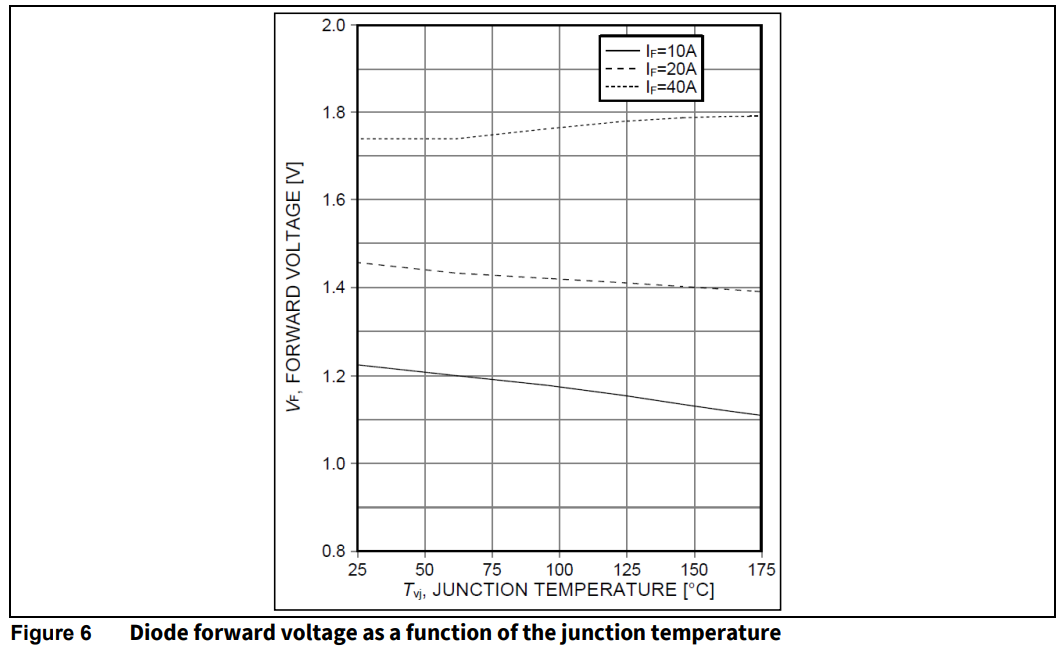 2.0
1.8
1.6
1.4
1.2
1.0
0.8
VF, FORWARD VOLTAGE [V]
IF=10A
IF=20A
IF=40A
25 50 75 100 125 150 175
Tvj, JUNCTION TEMPERATURE [°C]
Figure 6 Diode forward voltage as a function of the junction temperature